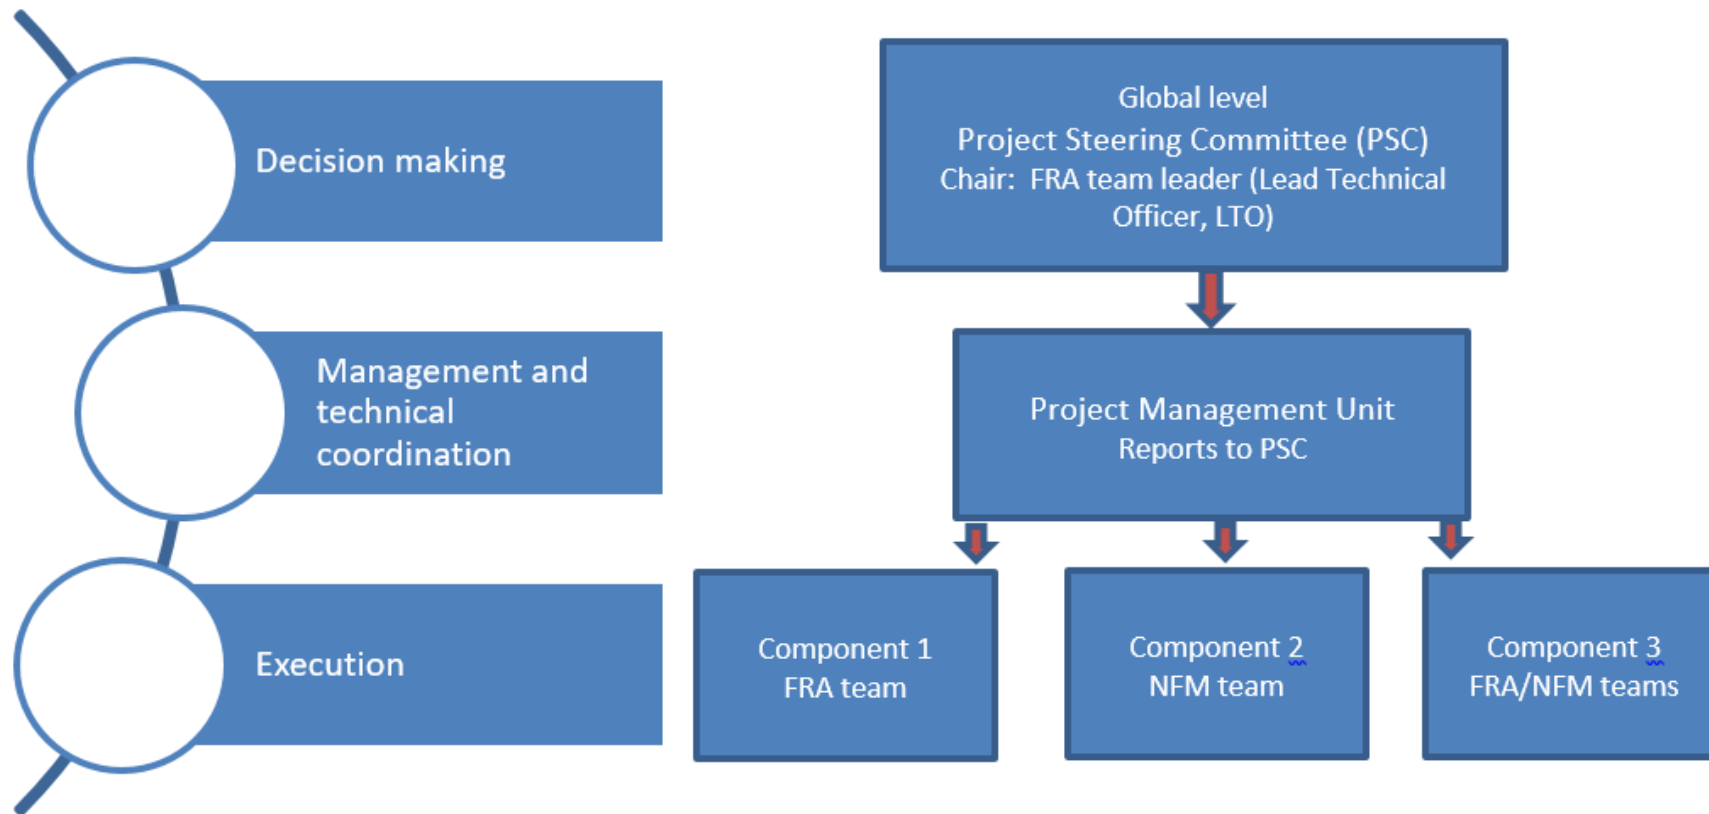 Decision making
Management and
technical
coordination
Execution
Global level
Project Steering Committee (PSC)
Chair:  FRA team leader (Lead Technical
Officer, LTO)
Project Management Unit
Reports to PSC
Component 1
FRA team
Component 2
NFM team
Component 3
FRA/NFM teams